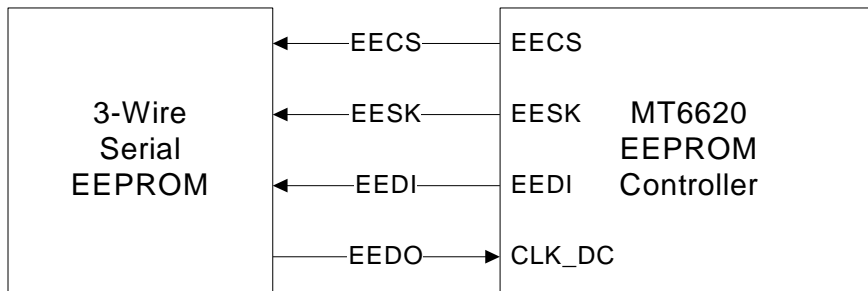 EECS EECS
3-Wire EESK EESK MT6620
Serial EEPROM
EEPROM EEDI EEDI Controller
EEDO CLK_DC